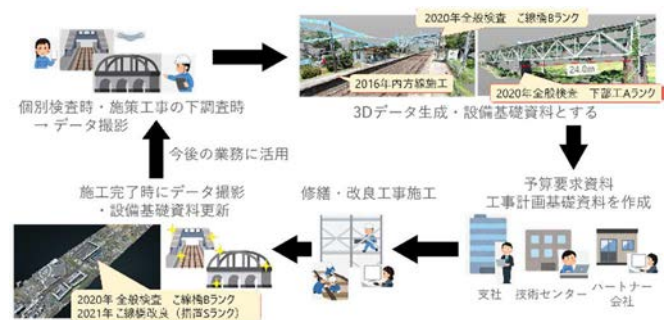 2020年全般検査　こ線橋Bランク
2016年内方線施工
24.0m
2020年全般検査　下部工Aランク
個別検査時・施策工事の下調査時
→ データ撮影
3Dデータ生成・設備基礎資料とする
今後の業務に活用
予算要求資料
工事計画基礎資料を作成
施工完了時にデータ撮影
・設備基礎資料更新
修繕・改良工事施工
支社
技術センター
パートナー
会社
2020年 全般検査　こ線橋Bランク
2021年 こ線橋改良（措置Sランク）